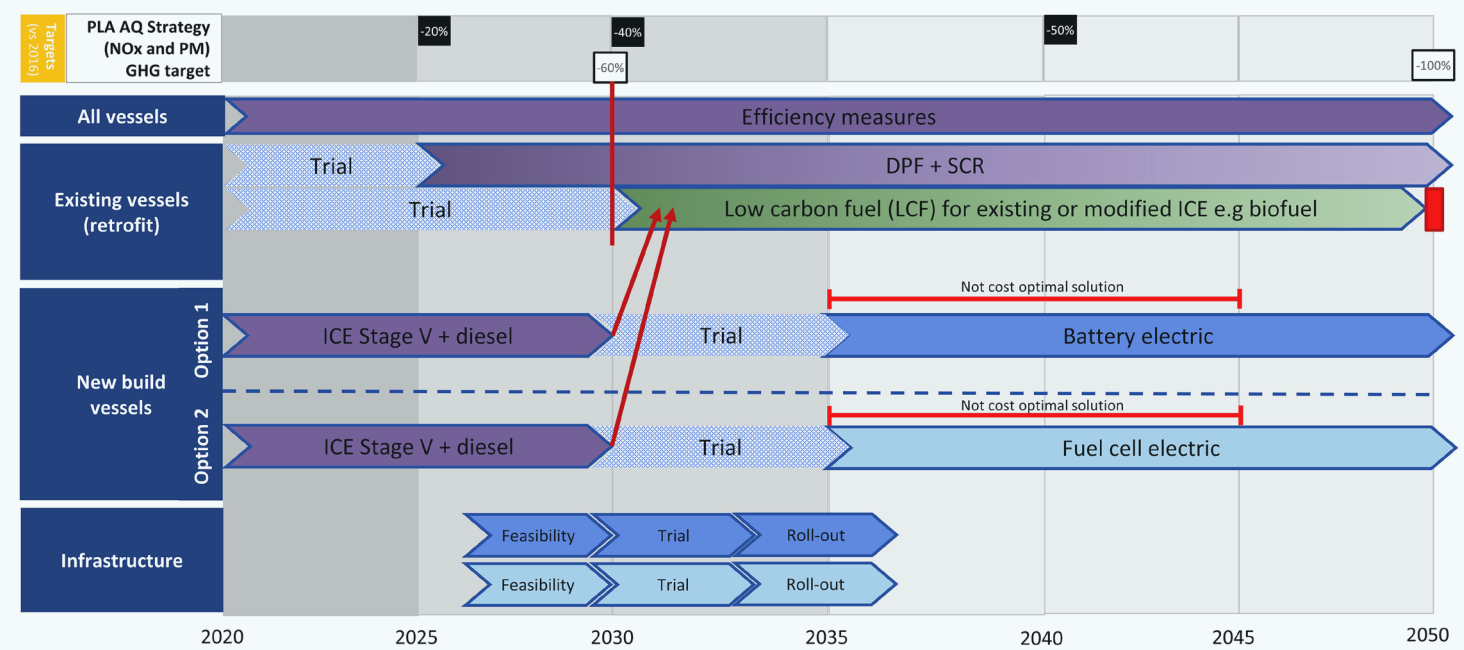 Targets
(vs 2016)
PLA AQ Strategy
(NOx and PM)
GHG target
-20%
-40%
-50%
-60%
-100%
All vessels
Efficiency measures
Existing vessels
(retrofit)
Trial
DPF + SCR
Trial
Low carbon fuel (LCF) for existing or modified ICE e.g biofuel
New build
vessels
Option 1
Not cost optimal solution
ICE Stage V + diesel
Trial
Battery electric
Option 2
Not cost optimal solution
ICE Stage V + diesel
Trial
Fuel cell electric
Infrastructure
Feasibility
Trial
Roll-out
Feasibility
Trial
Roll-out
2020
2025
2030
2035
2040
2045
2050